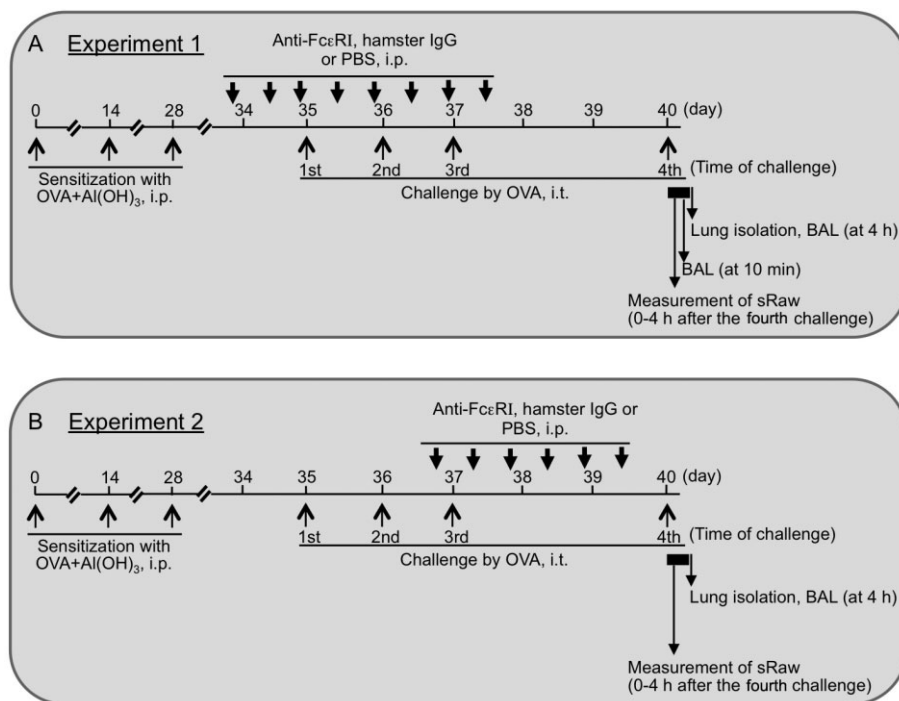 A Experiment 1
Anti-FcεRI, hamster IgG
or PBS, i.p.
0 14 28 34 35 36 37 38 39 40 (day)
1st 2nd 3rd 4th (Time of challenge)
Sensitization with
OVA+Al(OH)₃, i.p.
Challenge by OVA, i.t.
Lung isolation, BAL (at 4 h)
BAL (at 10 min)
Measurement of sRaw
(0-4 h after the fourth challenge)
B Experiment 2
Anti-FcεRI, hamster IgG or
PBS, i.p.
0 14 28 34 35 36 37 38 39 40 (day)
1st 2nd 3rd 4th (Time of challenge)
Sensitization with
OVA+Al(OH)₃, i.p.
Challenge by OVA, i.t.
Lung isolation, BAL (at 4 h)
Measurement of sRaw
(0-4 h after the fourth challenge)